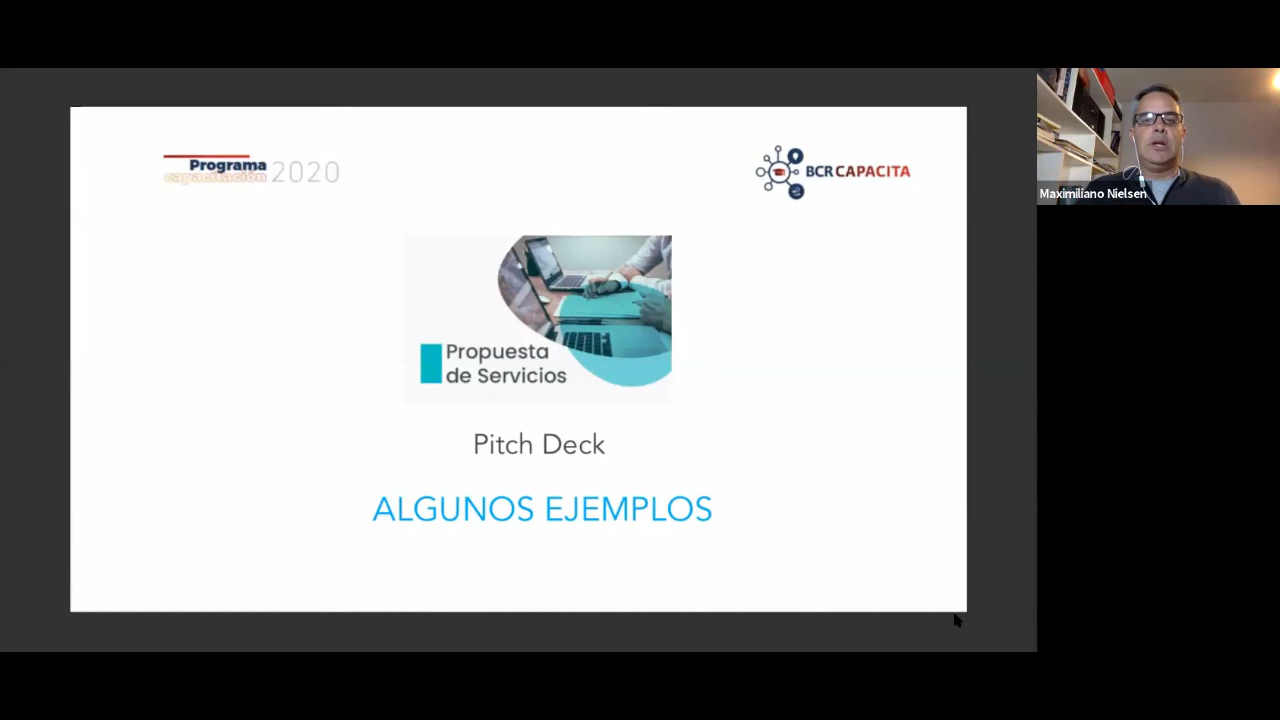 Programa
capacitación 2020
BCR CAPACITA
Maximiliano Nielsen
Propuesta
de Servicios
Pitch Deck
ALGUNOS EJEMPLOS